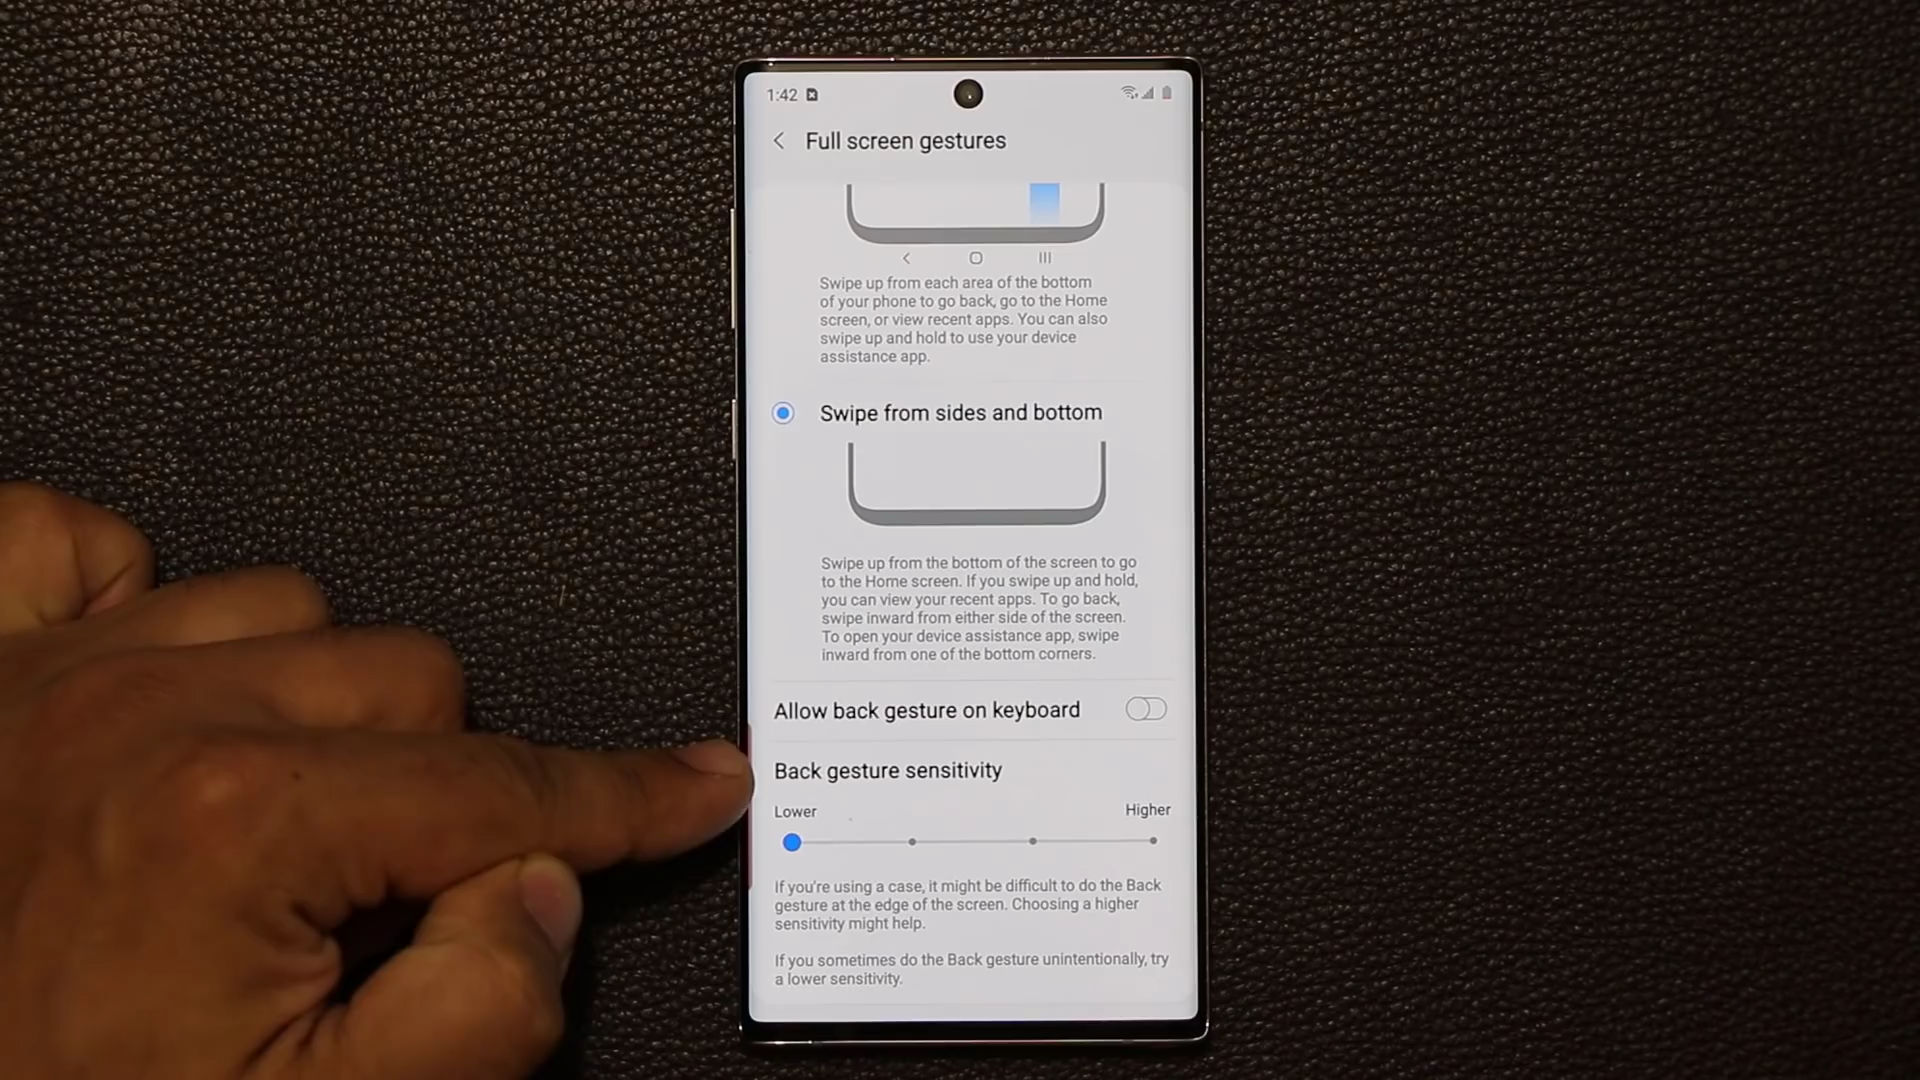 1:42
Full screen gestures
Swipe up from each area of the bottom
of your phone to go back, go to the Home
screen, or view recent apps. You can also
swipe up and hold to use your device
assistance app.
Swipe from sides and bottom
Swipe up from the bottom of the screen to go
to the Home screen. If you swipe up and hold,
you can view your recent apps. To go back,
swipe inward from either side of the screen.
To open your device assistance app, swipe
inward from one of the bottom corners.
Allow back gesture on keyboard
Back gesture sensitivity
Lower Higher
If you're using a case, it might be difficult to do the Back
gesture at the edge of the screen. Choosing a higher
sensitivity might help.
If you sometimes do the Back gesture unintentionally, try
a lower sensitivity.